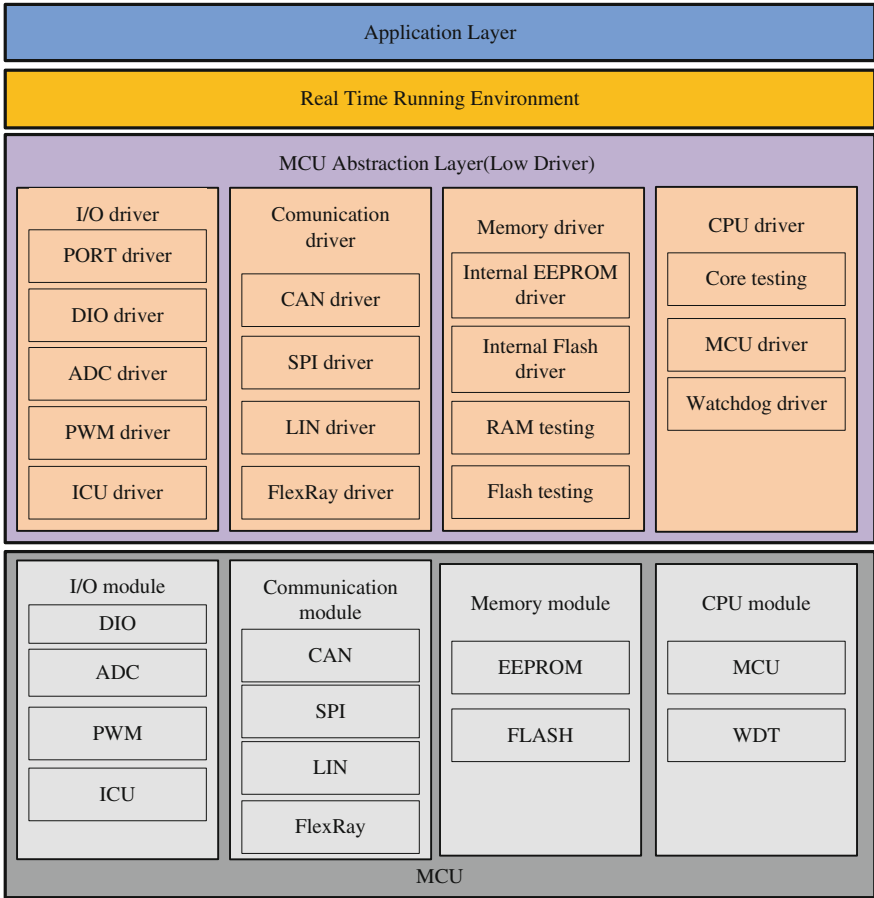 Application Layer
Real Time Running Environment
MCU Abstraction Layer(Low Driver)
I/O driver
PORT driver
DIO driver
ADC driver
PWM driver
ICU driver
Comunication
driver
CAN driver
SPI driver
LIN driver
FlexRay driver
Memory driver
Internal EEPROM
driver
Internal Flash
driver
RAM testing
Flash testing
CPU driver
Core testing
MCU driver
Watchdog driver
I/O module
DIO
ADC
PWM
ICU
Communication
module
CAN
SPI
LIN
FlexRay
Memory module
EEPROM
FLASH
CPU module
MCU
WDT
MCU